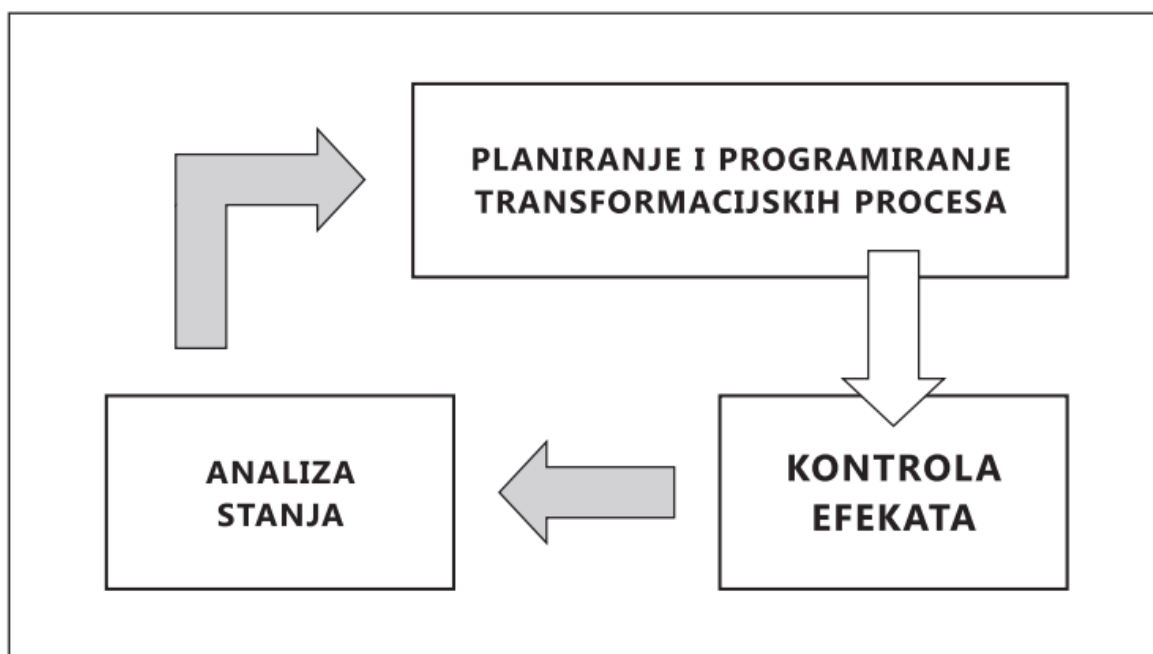 PLANIRANJE I PROGRAMIRANJE
TRANSFORMACIJSKIH PROCESA
ANALIZA
STANJA
KONTROLA
EFEKATA